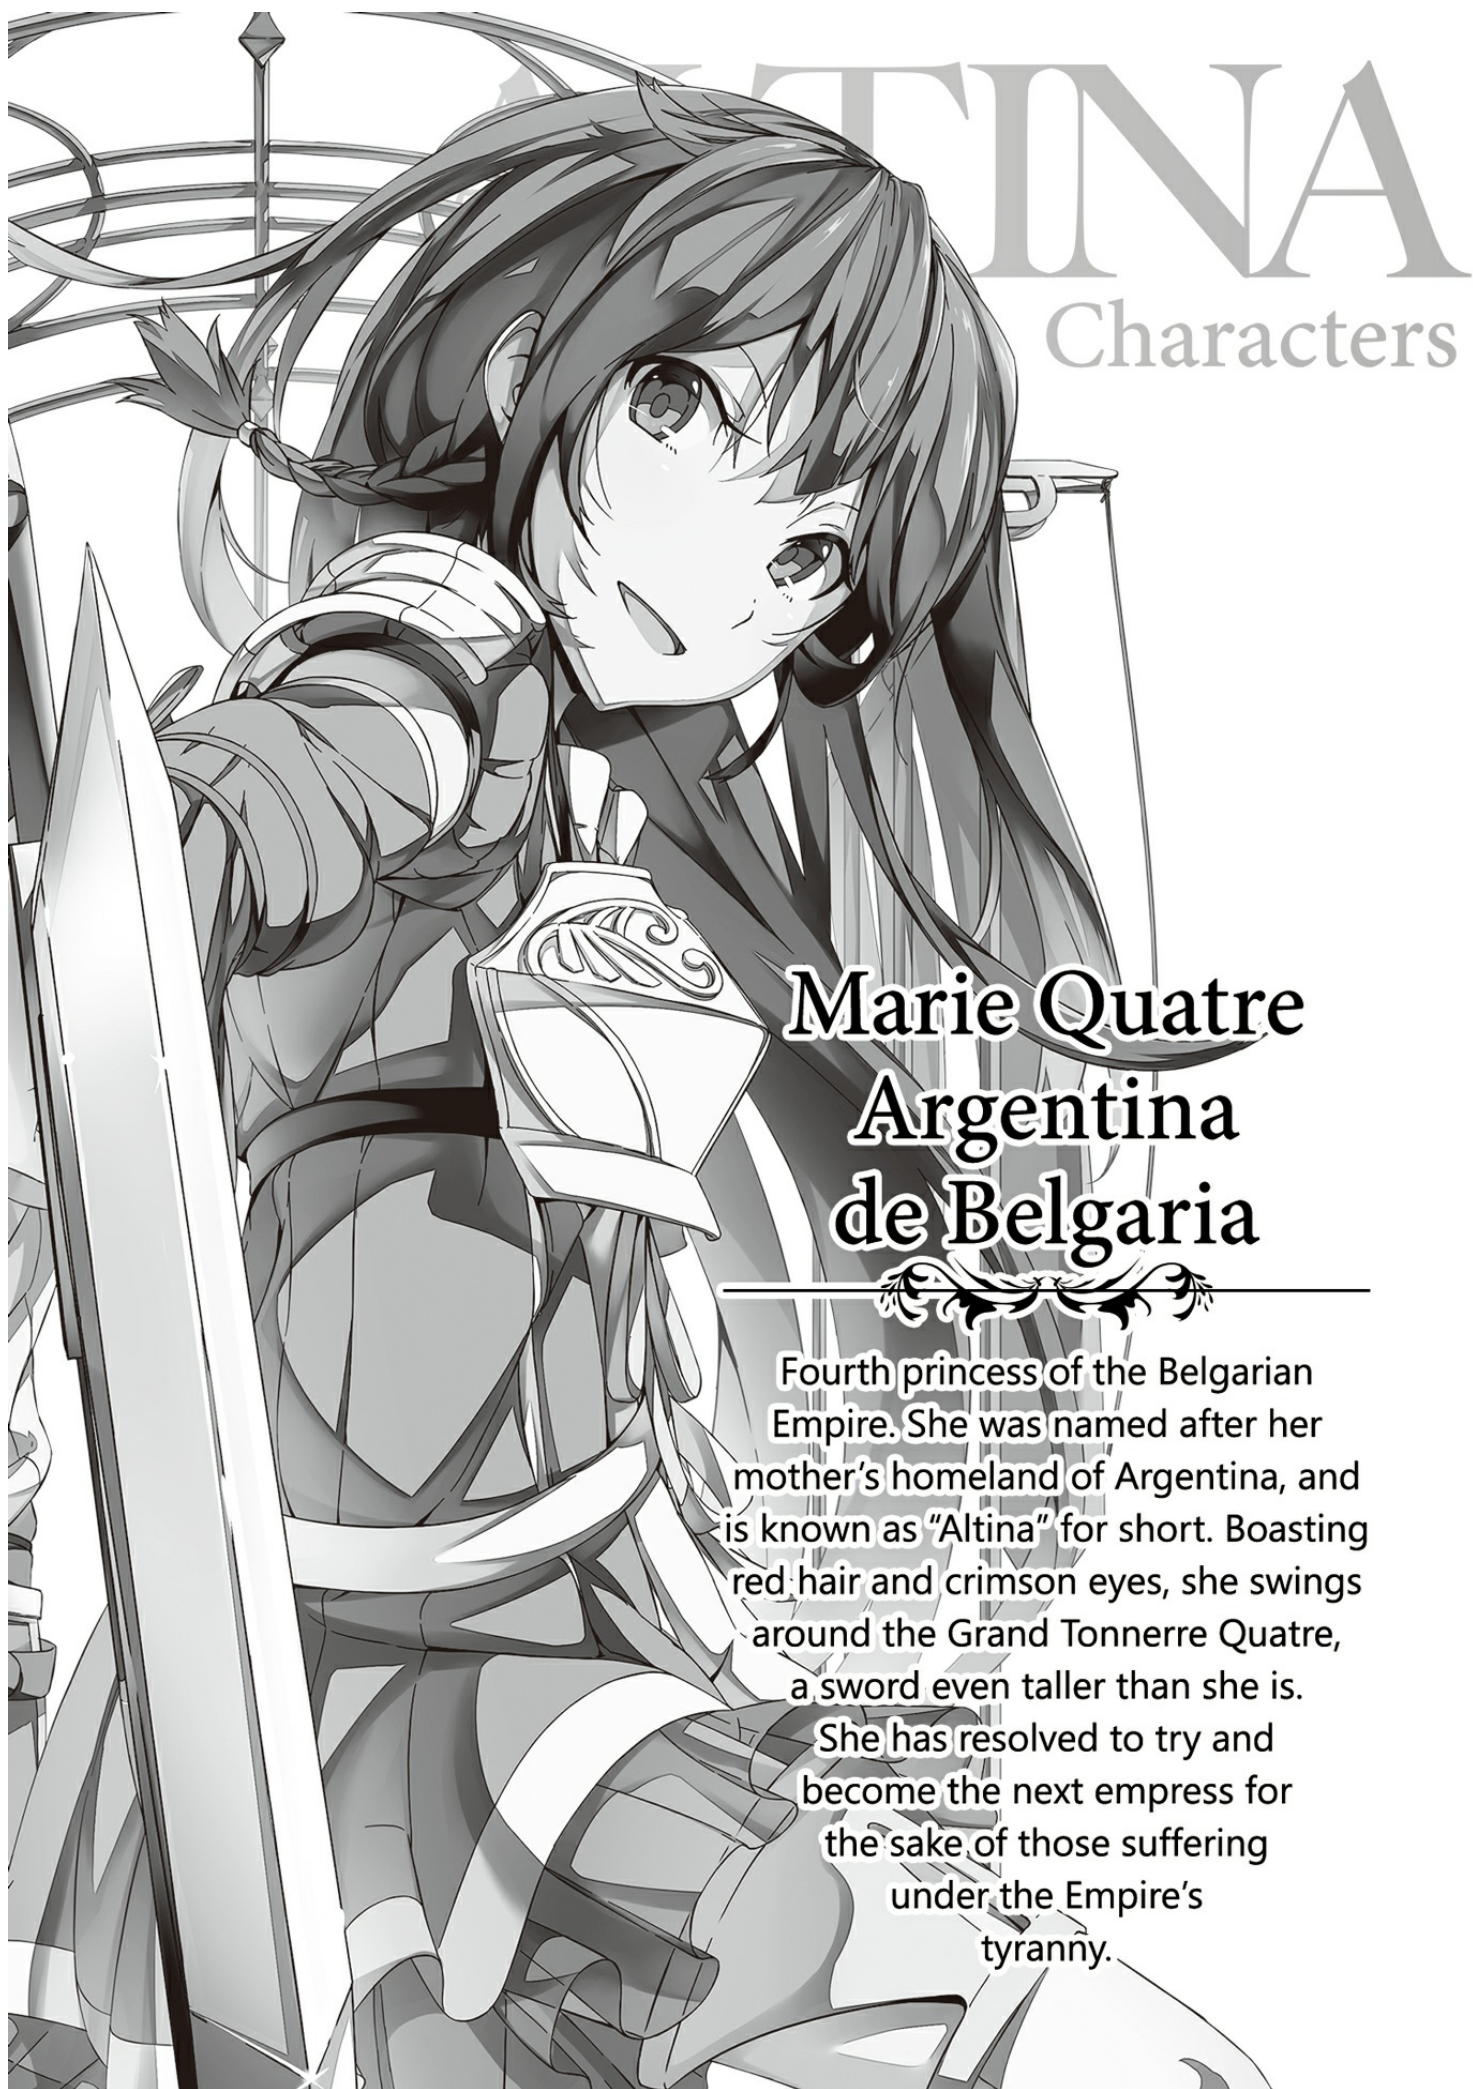 ALTINA
Characters
Marie Quatre
Argentina
de Belgaria
Fourth princess of the Belgarian
Empire. She was named after her
mother’s homeland of Argentina, and
is known as “Altina” for short. Boasting
red hair and crimson eyes, she swings
around the Grand Tonnerre Quatre,
a sword even taller than she is.
She has resolved to try and
become the next empress for
the sake of those suffering
under the Empire’s
tyranny.